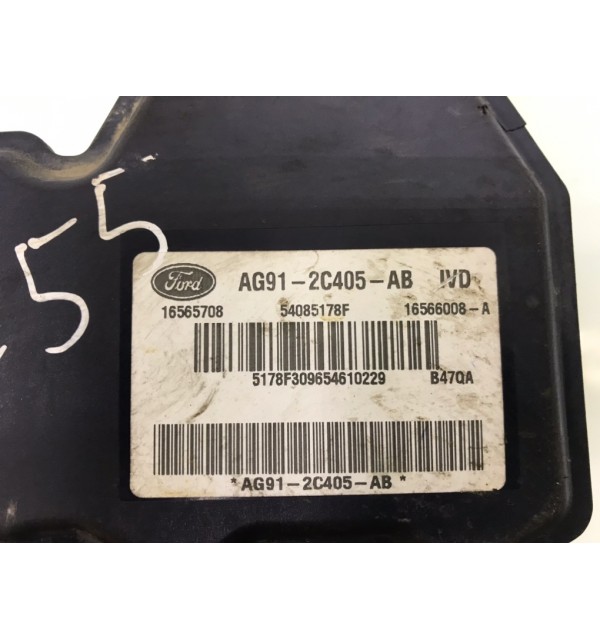 55
Ford AG91-2C405-AB IVD
16565708 54085178F 16566008-A
5178F309654610229 B47QA
*AG91-2C405-AB*